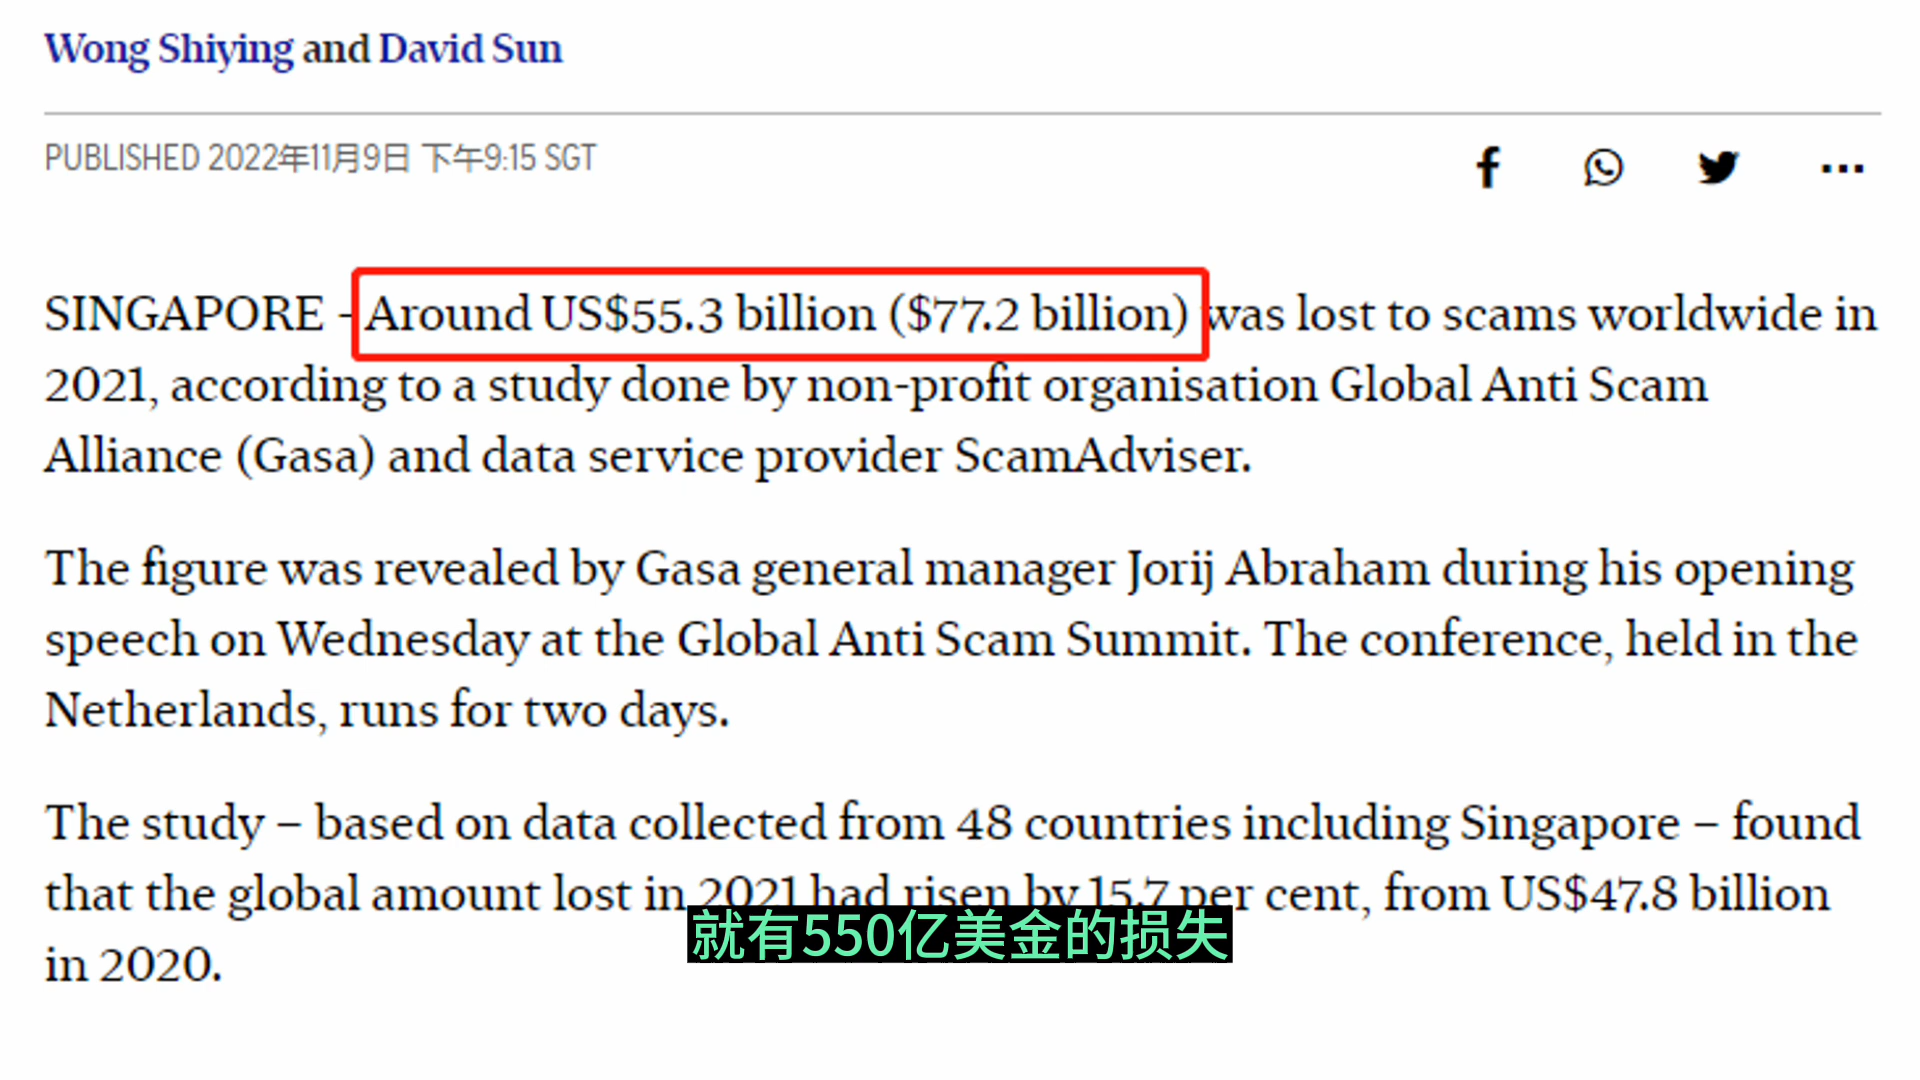 Wong Shiying and David Sun
PUBLISHED 2022年11月9日 下午9:15 SGT
SINGAPORE – Around US$55.3 billion ($77.2 billion) was lost to scams worldwide in
2021, according to a study done by non-profit organisation Global Anti Scam
Alliance (Gasa) and data service provider ScamAdviser.
The figure was revealed by Gasa general manager Jorij Abraham during his opening
speech on Wednesday at the Global Anti Scam Summit. The conference, held in the
Netherlands, runs for two days.
The study – based on data collected from 48 countries including Singapore – found
that the global amount lost in 2021 had risen by 15.7 per cent, from US$47.8 billion
in 2020.
就有550亿美金的损失